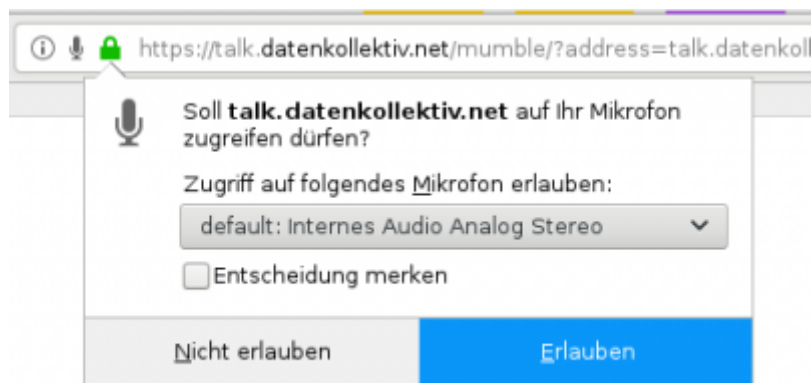 https://talk.datenkollektiv.net/mumble/?address=talk.datenkoll
Soll talk.datenkollektiv.net auf Ihr Mikrofon
zugreifen dürfen?
Zugriff auf folgendes Mikrofon erlauben:
default: Internes Audio Analog Stereo
Entscheidung merken
Nicht erlauben
Erlauben